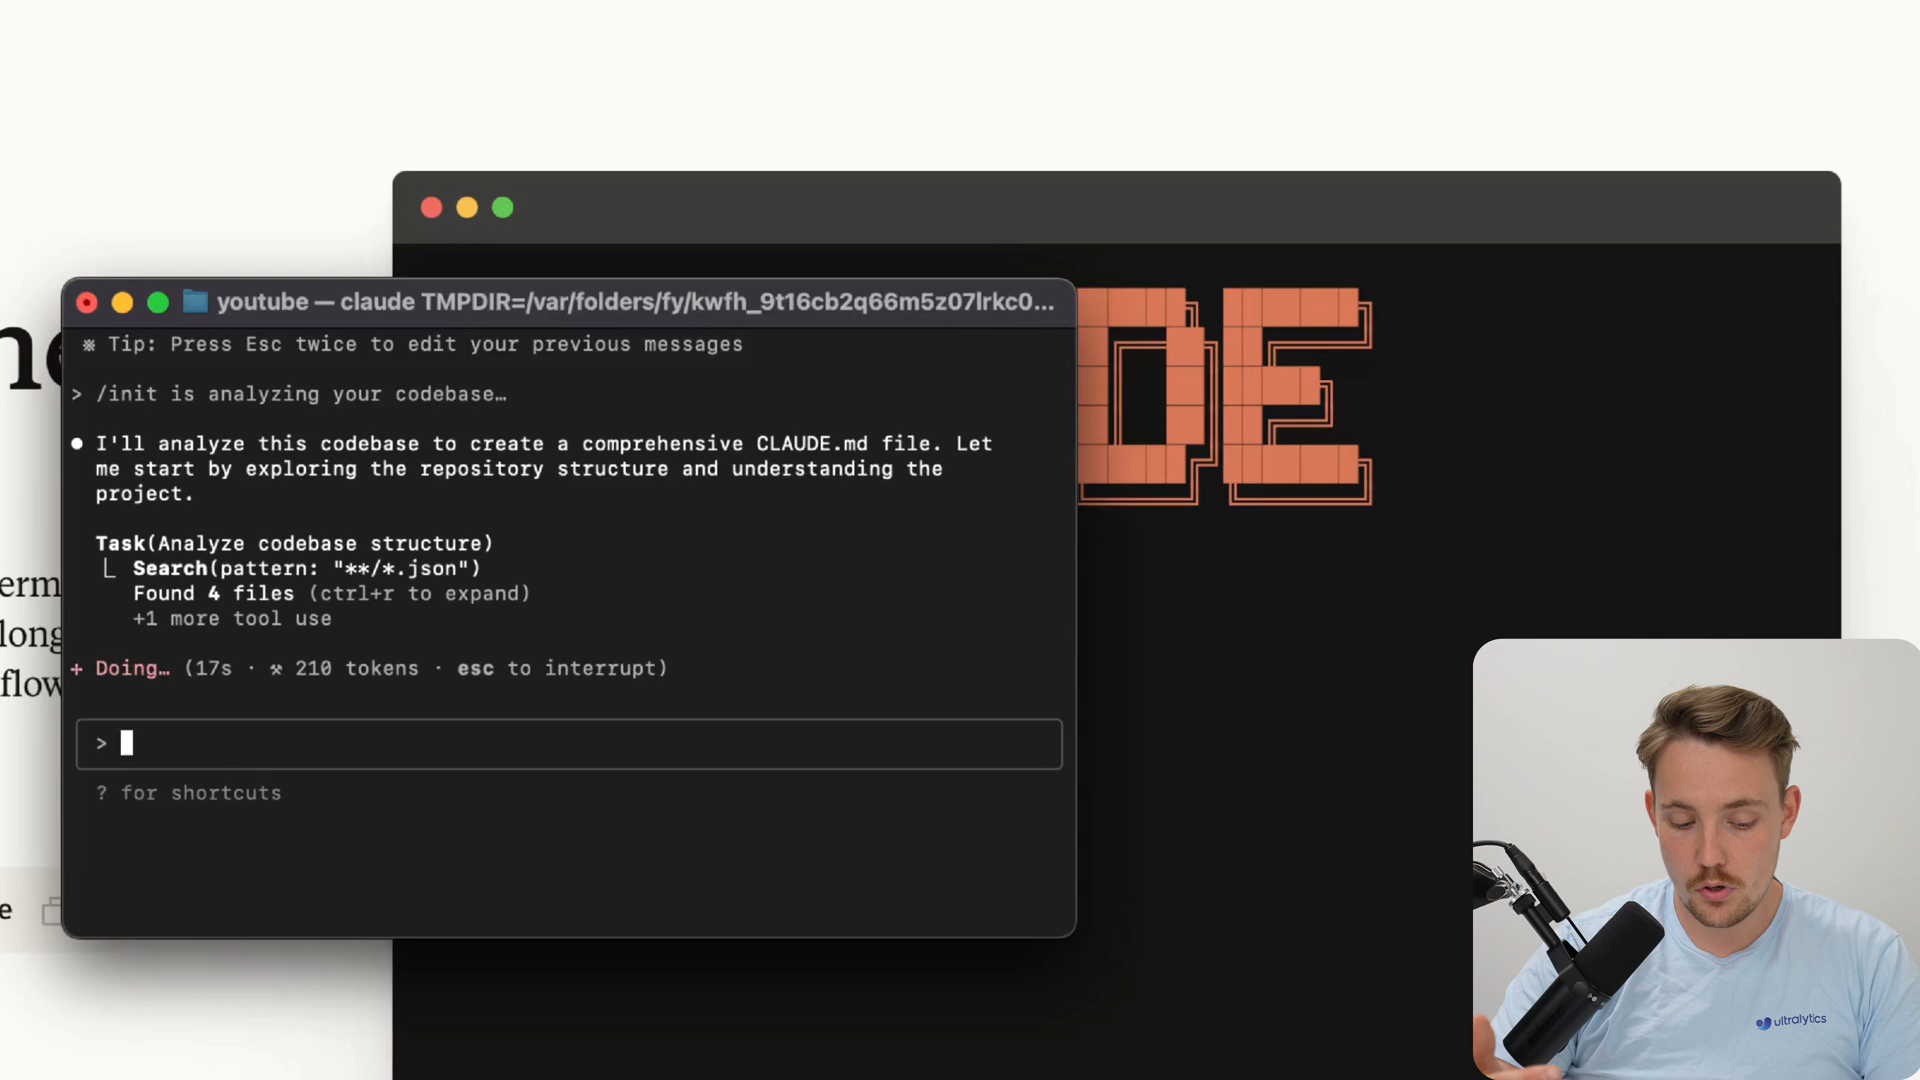 youtube — claude TMPDIR=/var/folders/fy/kwfh_9t16cb2q66m5z07lrkc0...
※ Tip: Press Esc twice to edit your previous messages
> /init is analyzing your codebase…
● I'll analyze this codebase to create a comprehensive CLAUDE.md file. Let
me start by exploring the repository structure and understanding the
project.
Task(Analyze codebase structure)
⎿ Search(pattern: "**/*.json")
Found 4 files (ctrl+r to expand)
+1 more tool use
+ Doing… (17s · ⚒ 210 tokens · esc to interrupt)
>
? for shortcuts
DE
erm
long
flow
e
ultralytics